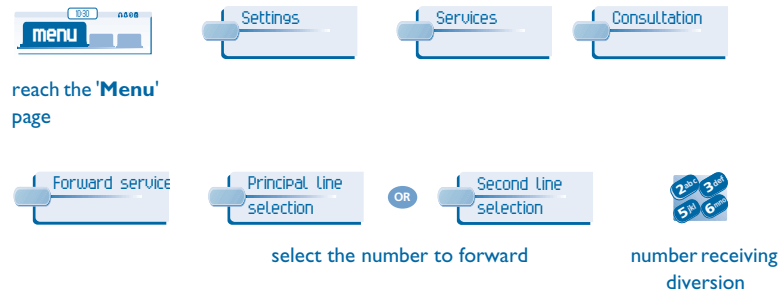 10:30
menu
Settings
Services
Consultation
reach the 'Menu'
page
Forward service
Principal line
selection
OR
Second line
selection
2abc 3def
5jkl 6mno
select the number to forward
number receiving
diversion